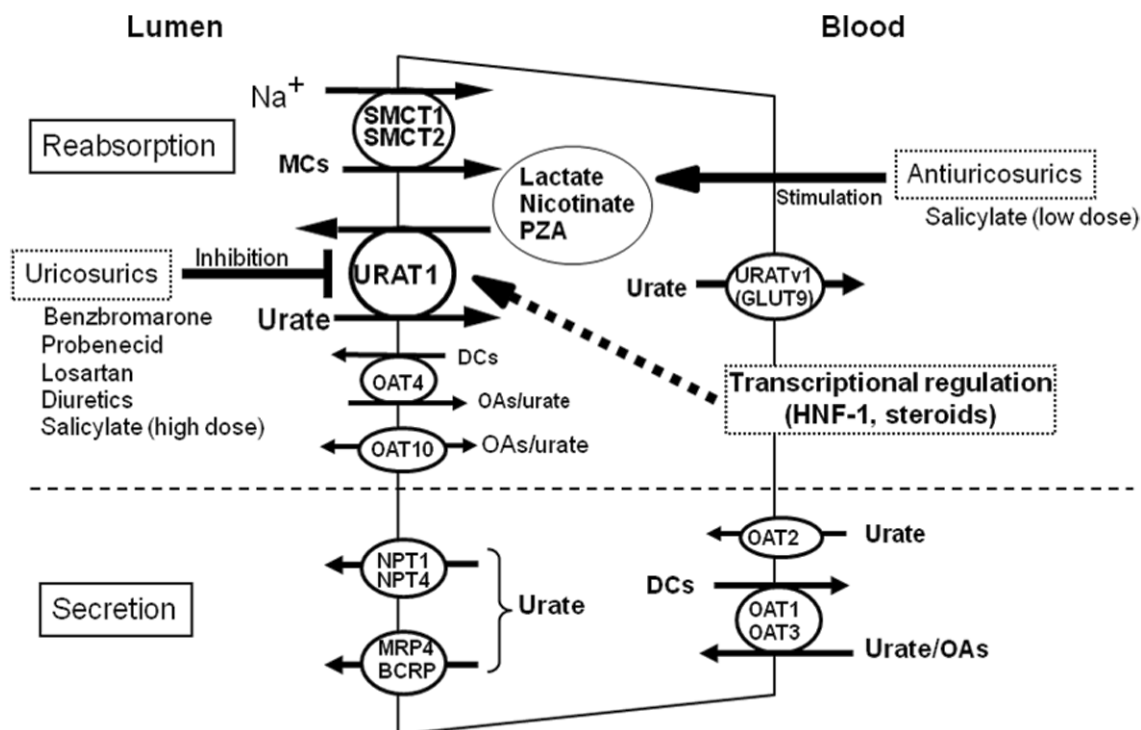 Lumen
Blood
Na+
SMCT1
SMCT2
Reabsorption
MCs
Lactate
Nicotinate
PZA
Stimulation
Antiuricosurics
Salicylate (low dose)
Uricosurics
Inhibition
URAT1
Urate
Benzbromarone
Probenecid
Losartan
Diuretics
Salicylate (high dose)
Urate
URATv1
(GLUT9)
DCs
OAT4
OAs/urate
OAT10
OAs/urate
Transcriptional regulation
(HNF-1, steroids)
Secretion
NPT1
NPT4
Urate
MRP4
BCRP
OAT2
Urate
DCs
OAT1
OAT3
Urate/OAs